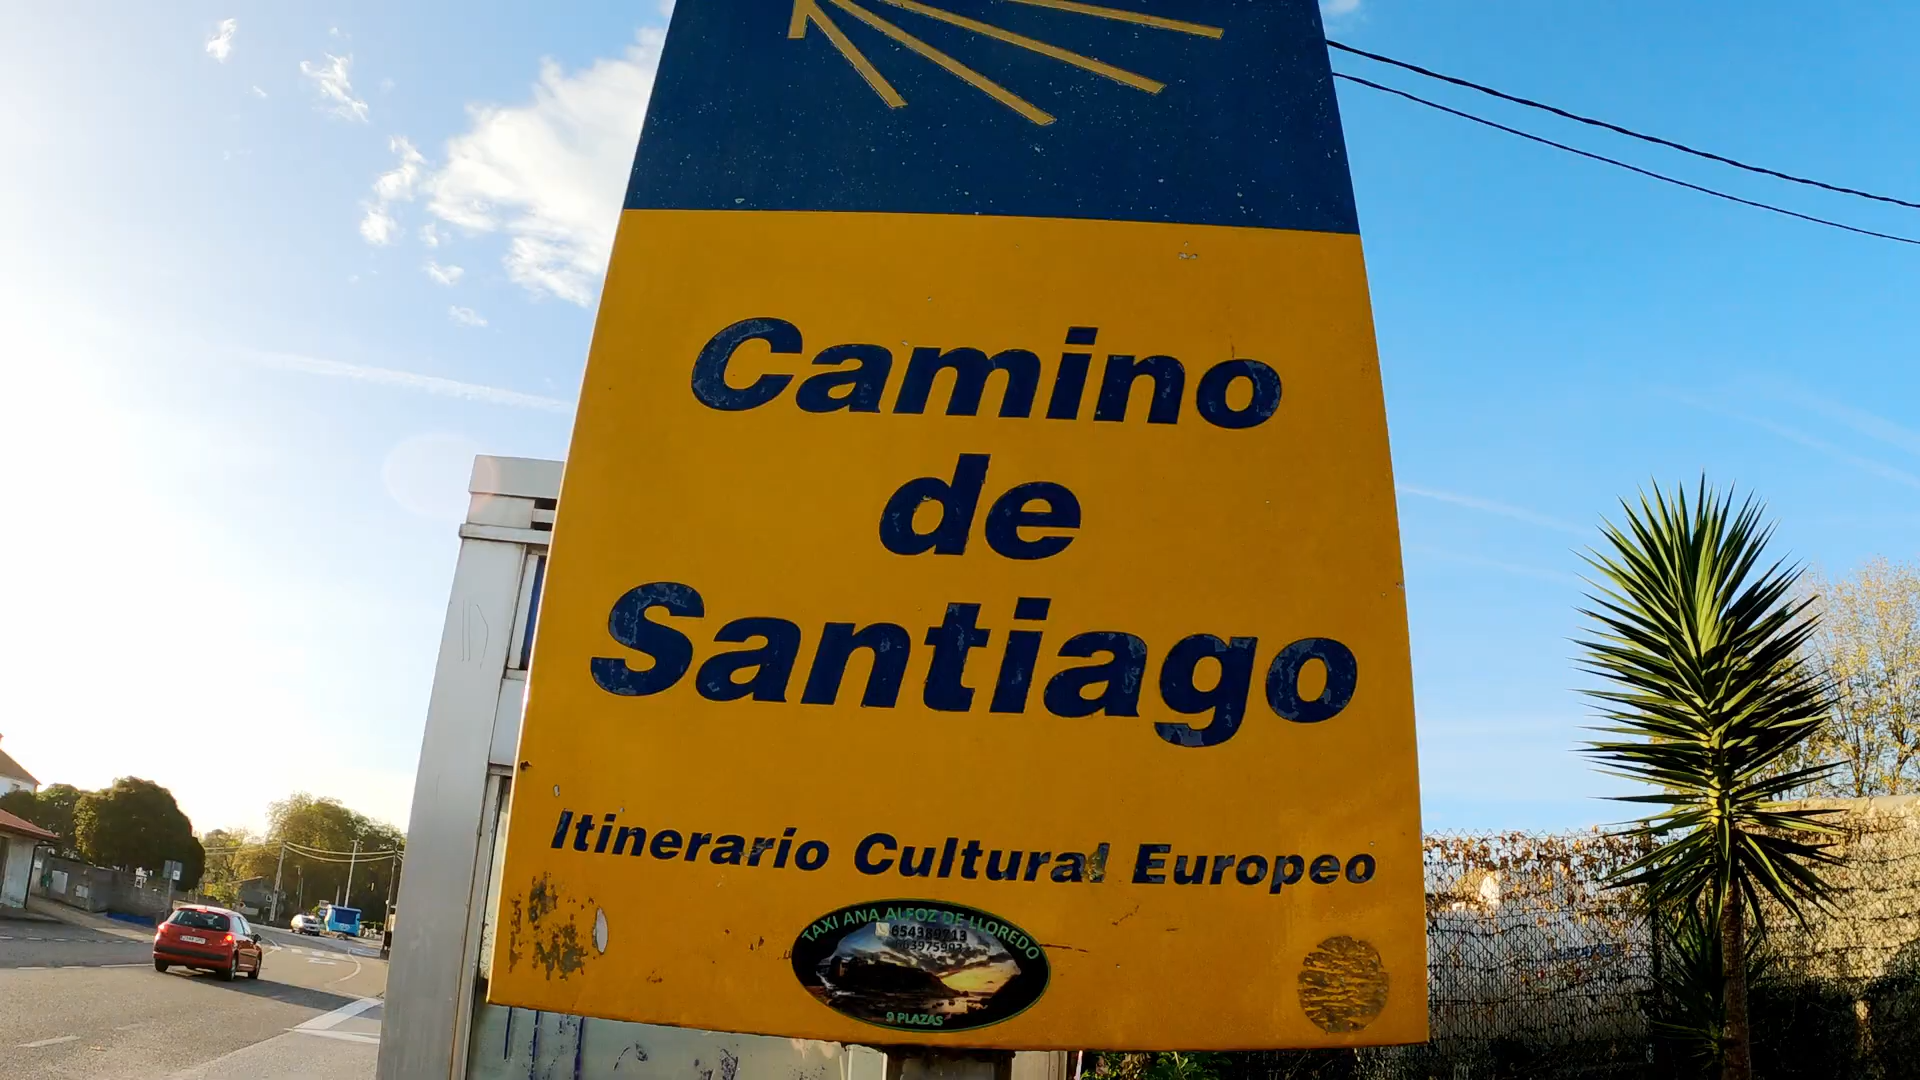 Camino
de
Santiago
Itinerario Cultural Europeo
TAXI ANA ALFOZ DE LLOREDO
9 PLAZAS